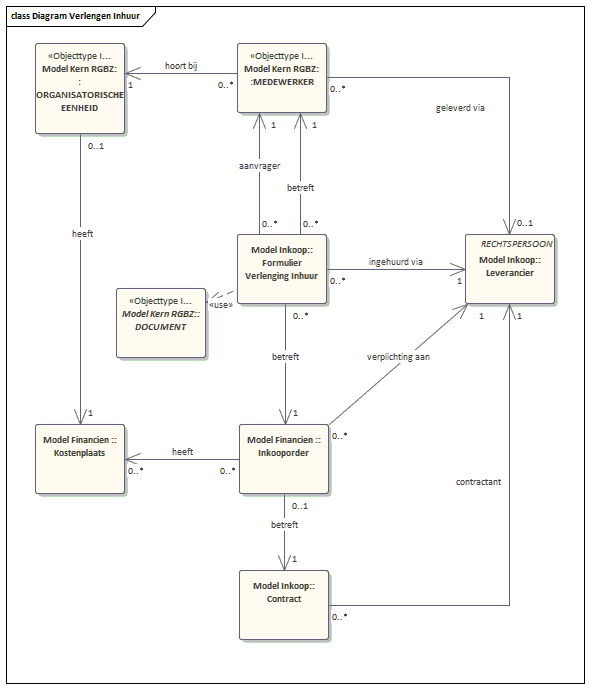 class Diagram Verlengen Inhuur
«Objecttype I...
Model Kern RGBZ:
:
ORGANISATORISCHE
EENHEID
hoort bij
1
0..*
«Objecttype I...
Model Kern RGBZ:
:MEDEWERKER
0..*
geleverd via
0..1
0..1
heeft
1
1
1
aanvrager
betreft
0..*
0..*
Model Inkoop::
Formulier
Verlenging Inhuur
ingehuurd via
0..*
1
RECHTSPERSOON
Model Inkoop::
Leverancier
«Objecttype I...
Model Kern RGBZ::
DOCUMENT
«use»
0..*
betreft
1
1
1
verplichting aan
0..*
Model Financien ::
Kostenplaats
heeft
0..*
0..*
Model Financien ::
Inkooporder
0..1
betreft
1
contractant
Model Inkoop::
Contract
0..*